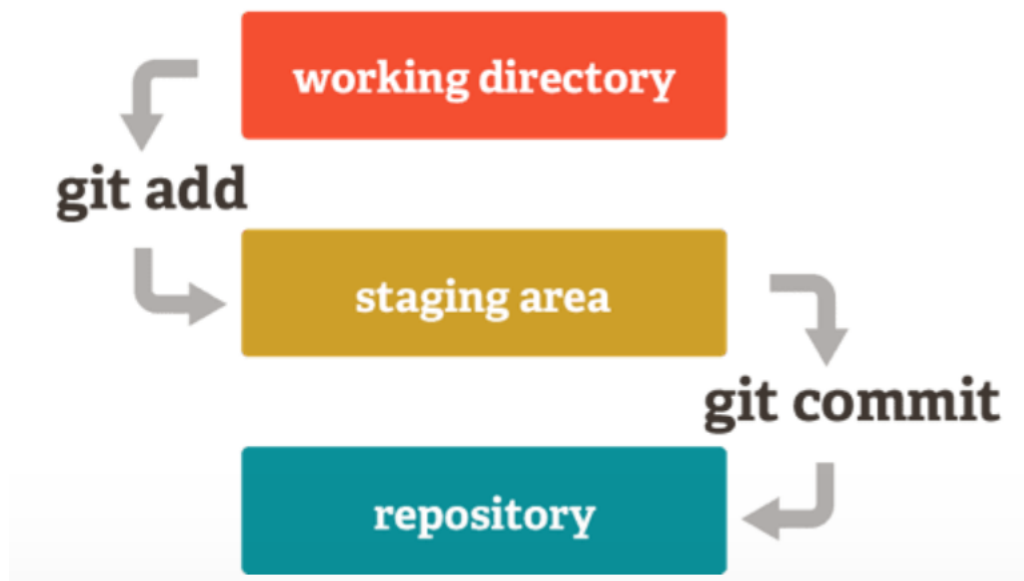 working directory
git add
staging area
git commit
repository